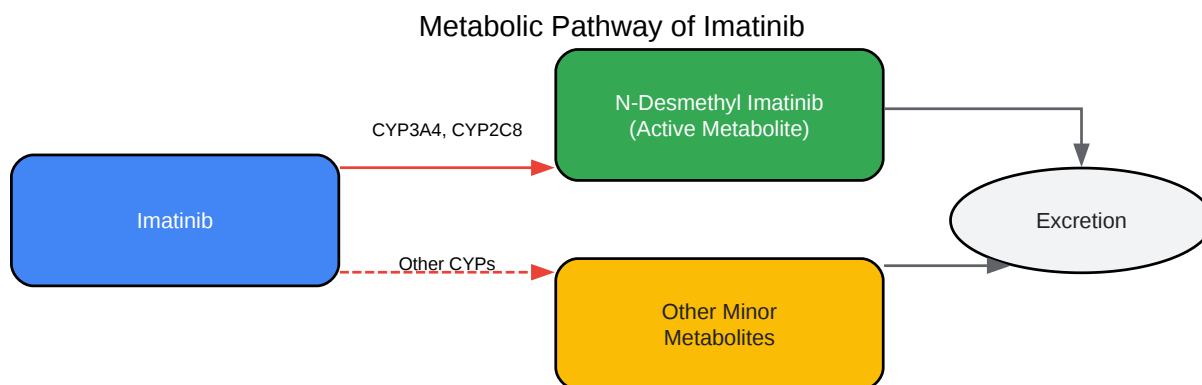 Metabolic Pathway of Imatinib
N-Desmethyl Imatinib
(Active Metabolite)
CYP3A4, CYP2C8
Imatinib
Excretion
Other CYPs
Other Minor
Metabolites